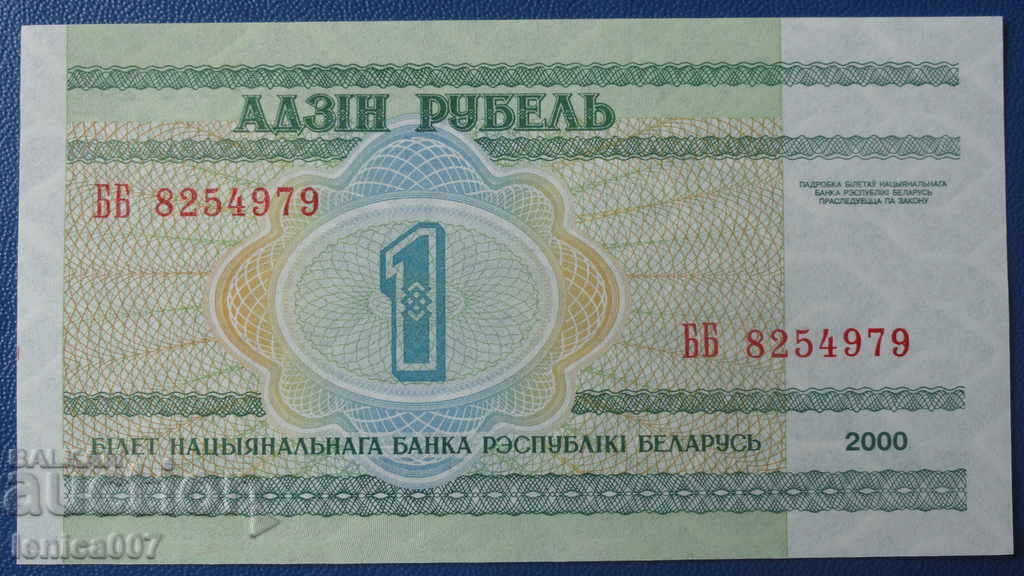 АДЗІН РУБЕЛЬ
ББ 8254979
ПАДРОБКА БІЛЕТАЎ НАЦЫЯНАЛЬНАГА
БАНКА РЭСПУБЛІКІ БЕЛАРУСЬ
ПРАСЛЕДУЕЦЦА ПА ЗАКОНУ
1
ББ 8254979
БІЛЕТ НАЦЫЯНАЛЬНАГА БАНКА РЭСПУБЛІКІ БЕЛАРУСЬ
2000
BALKAN
auction
lenica007